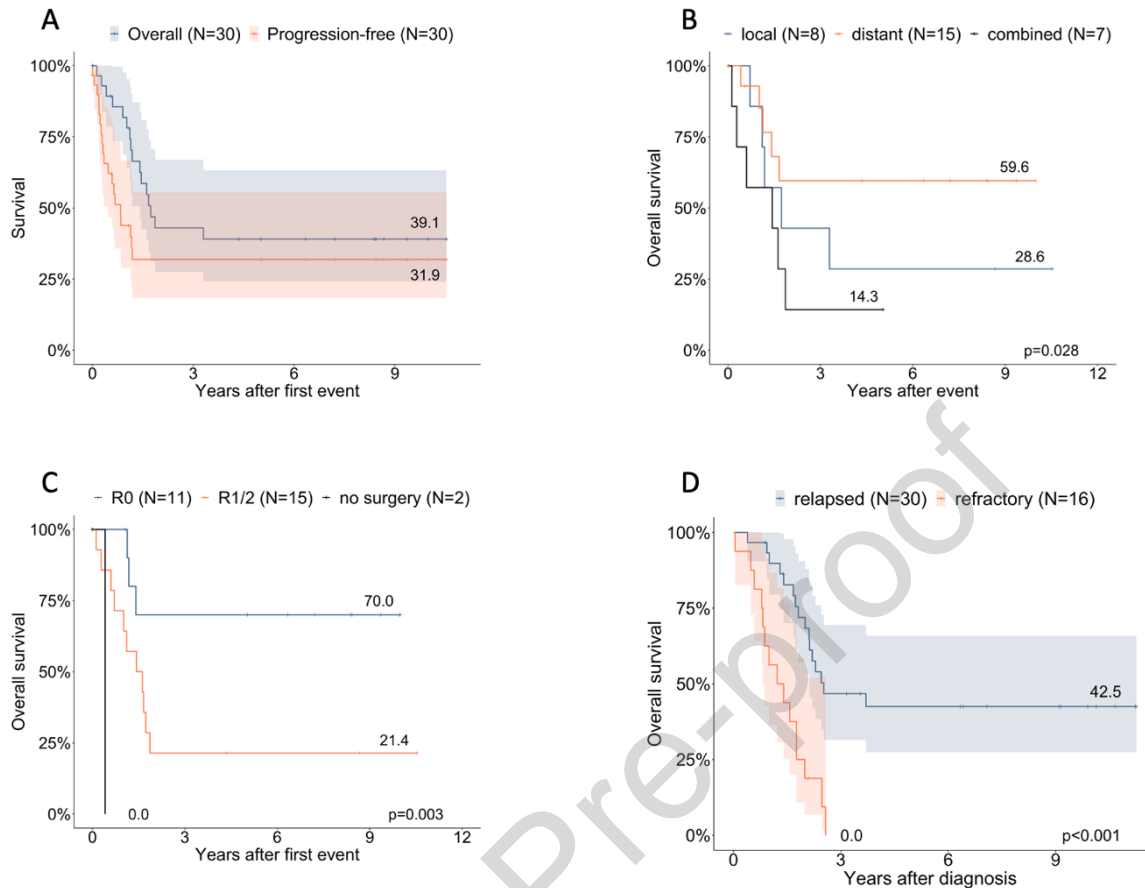 A
Overall (N=30) Progression-free (N=30)
100%
75%
50%
25%
0%
Survival
39.1
31.9
0 3 6 9
Years after first event
B
local (N=8) distant (N=15) combined (N=7)
100%
75%
50%
25%
0%
Overall survival
59.6
28.6
14.3
p=0.028
0 3 6 9 12
Years after event
C
R0 (N=11) R1/2 (N=15) no surgery (N=2)
100%
75%
50%
25%
0%
Overall survival
70.0
21.4
0.0
p=0.003
0 3 6 9 12
Years after first event
D
relapsed (N=30) refractory (N=16)
100%
75%
50%
25%
0%
Overall survival
42.5
0.0
p<0.001
0 3 6 9
Years after diagnosis
Pre-proof